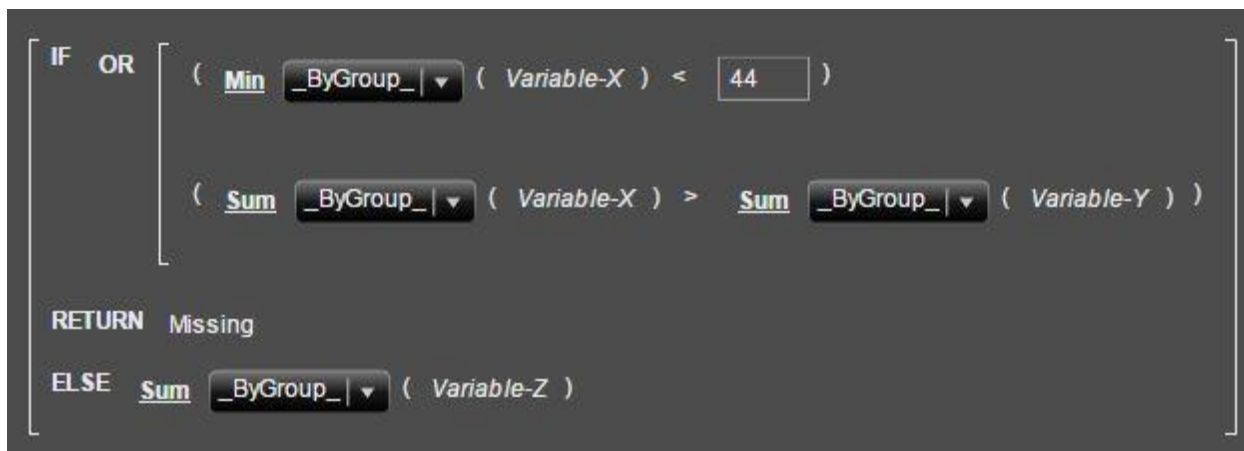 IF OR ( Min _ByGroup_ ( Variable-X ) < 44 )
( Sum _ByGroup_ ( Variable-X ) > Sum _ByGroup_ ( Variable-Y ) )
RETURN Missing
ELSE Sum _ByGroup_ ( Variable-Z )